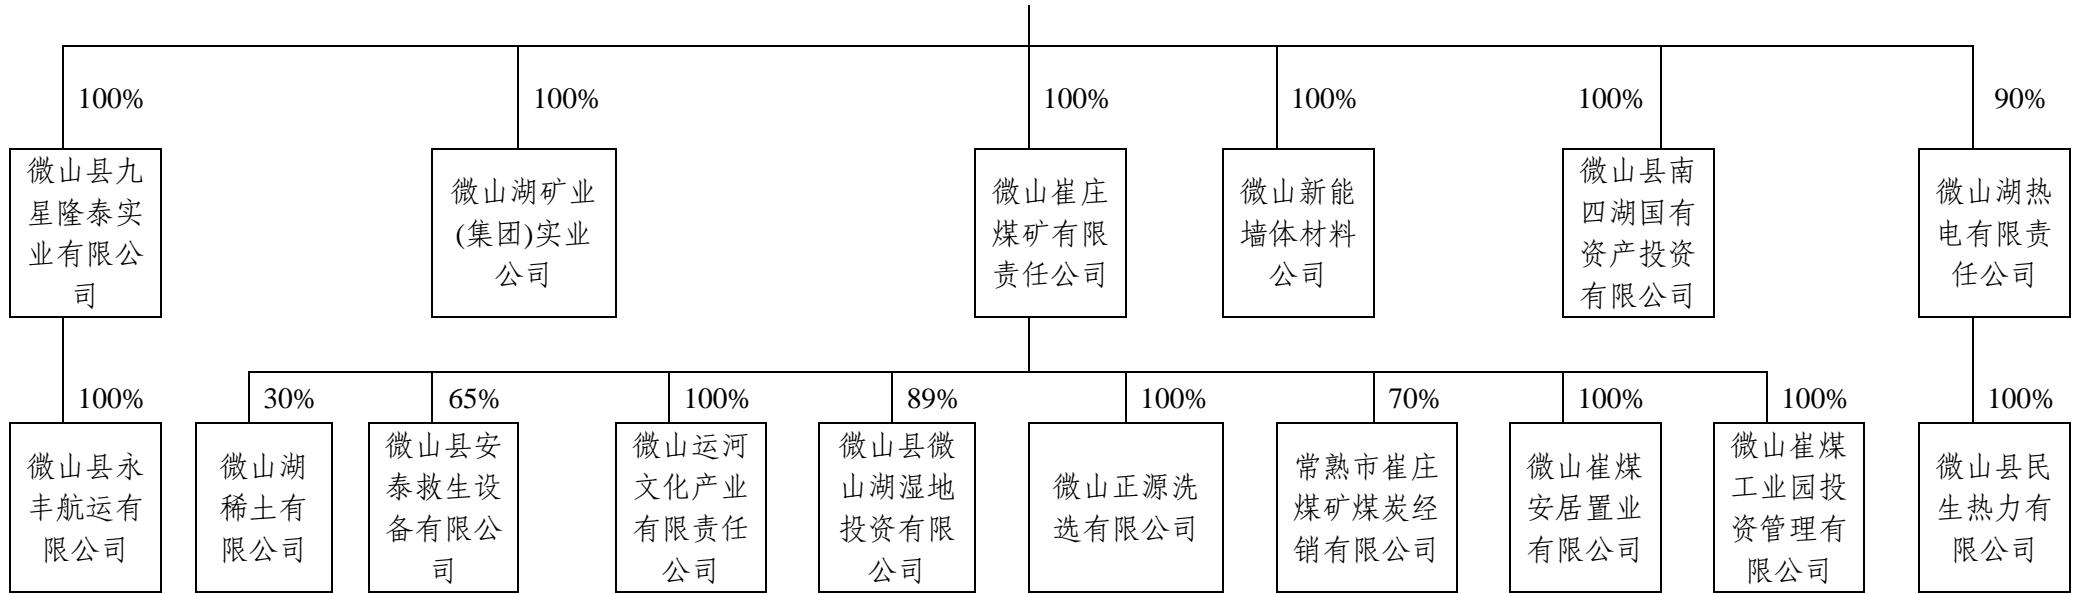 100%
100%
100%
100%
100%
90%
微山县九
星隆泰实
业有限公
司
微山湖矿业
(集团)实业
公司
微山崔庄
煤矿有限
责任公司
微山新能
墙体材料
公司
微山县南
四湖国有
资产投资
有限公司
微山湖热
电有限责
任公司
100%
30%
65%
100%
89%
100%
70%
100%
100%
100%
微山县永
丰航运有
限公司
微山湖
稀土有
限公司
微山县安
泰救生设
备有限公
司
微山运河
文化产业
有限责任
公司
微山县微
山湖湿地
投资有限
公司
微山正源洗
选有限公司
常熟市崔庄
煤矿煤炭经
销有限公司
微山崔煤
安居置业
有限公司
微山崔煤
工业园投
资管理有
限公司
微山县民
生热力有
限公司